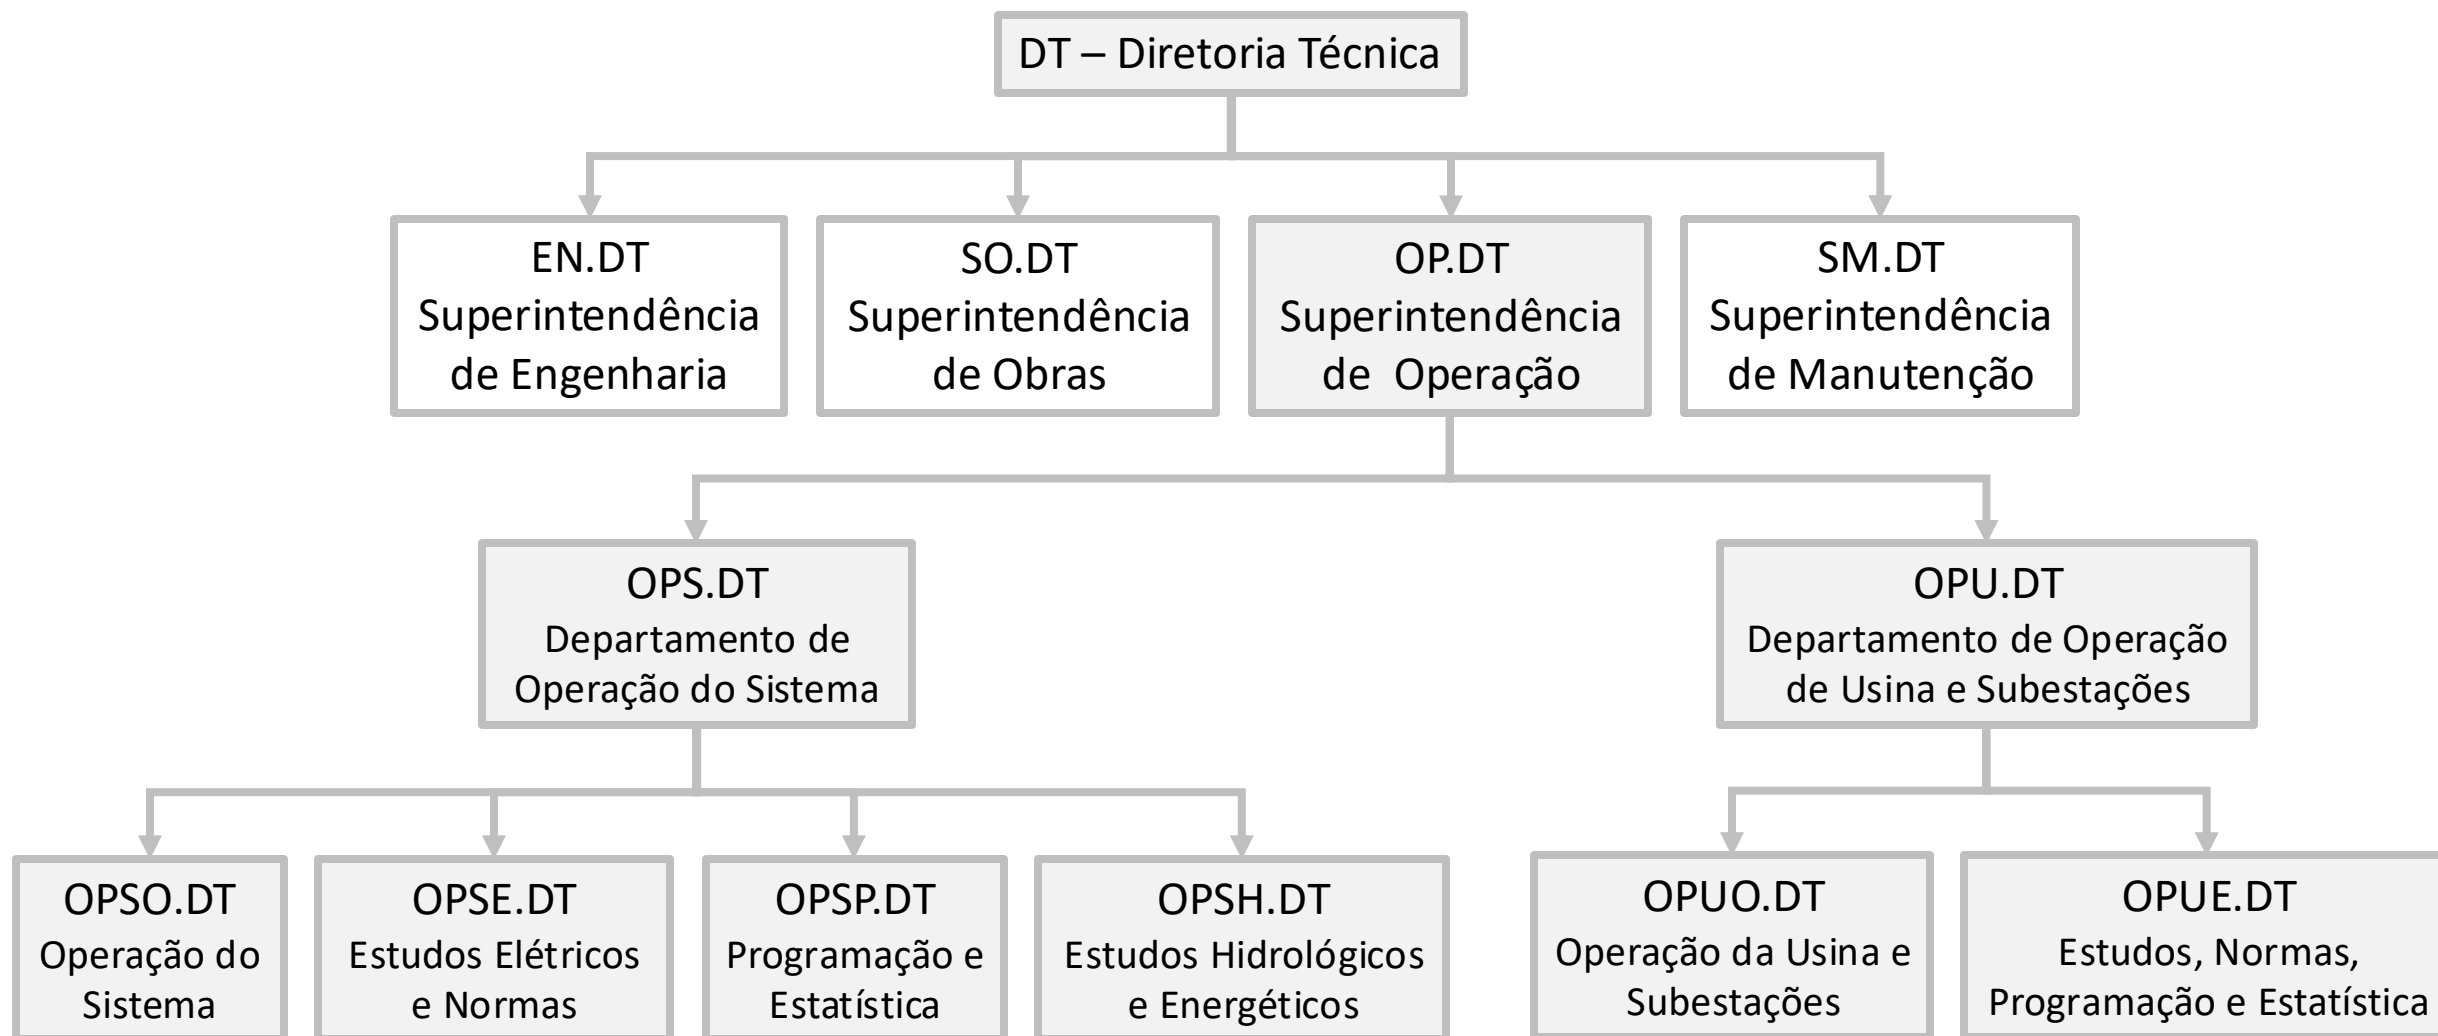 DT – Diretoria Técnica
EN.DT
Superintendência
de Engenharia
SO.DT
Superintendência
de Obras
OP.DT
Superintendência
de Operação
SM.DT
Superintendência
de Manutenção
OPS.DT
Departamento de
Operação do Sistema
OPU.DT
Departamento de Operação
de Usina e Subestações
OPSO.DT
Operação do
Sistema
OPSE.DT
Estudos Elétricos
e Normas
OPSP.DT
Programação e
Estatística
OPSH.DT
Estudos Hidrológicos
e Energéticos
OPUO.DT
Operação da Usina e
Subestações
OPUE.DT
Estudos, Normas,
Programação e Estatística